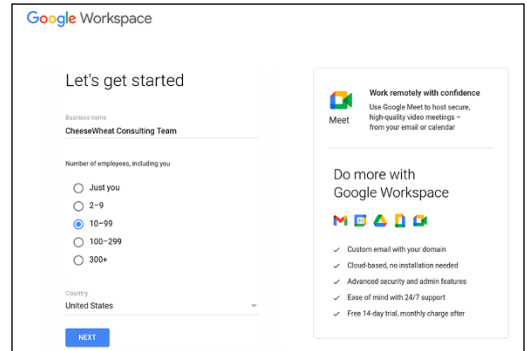 Google Workspace
Let's get started
Business name
CheeseWheat Consulting Team
Number of employees, including you
Just you
2–9
10–99
100–299
300+
Country
United States
NEXT
Meet
Work remotely with confidence
Use Google Meet to host secure,
high-quality video meetings –
from your email or calendar
Do more with
Google Workspace
Custom email with your domain
Cloud-based, no installation needed
Advanced security and admin features
Ease of mind with 24/7 support
Free 14-day trial, monthly charge after